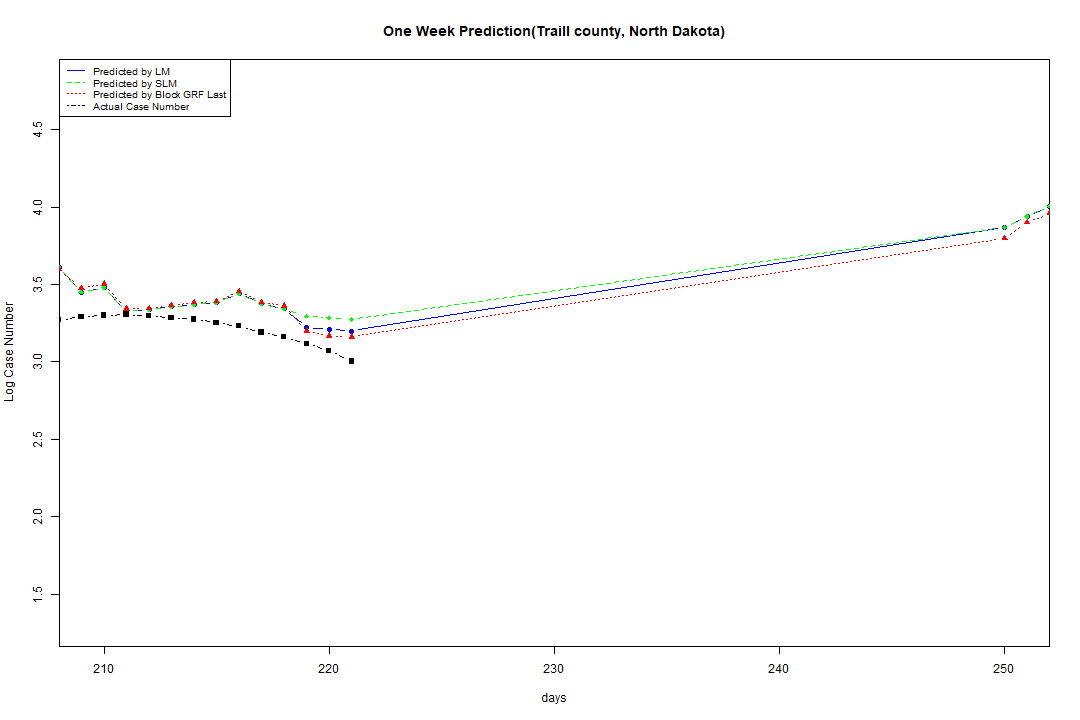 One Week Prediction(Traill county, North Dakota)
Predicted by LM
Predicted by SLM
Predicted by Block GRF Last
Actual Case Number
Log Case Number
4.5
4.0
3.5
3.0
2.5
2.0
1.5
210
220
230
240
250
days